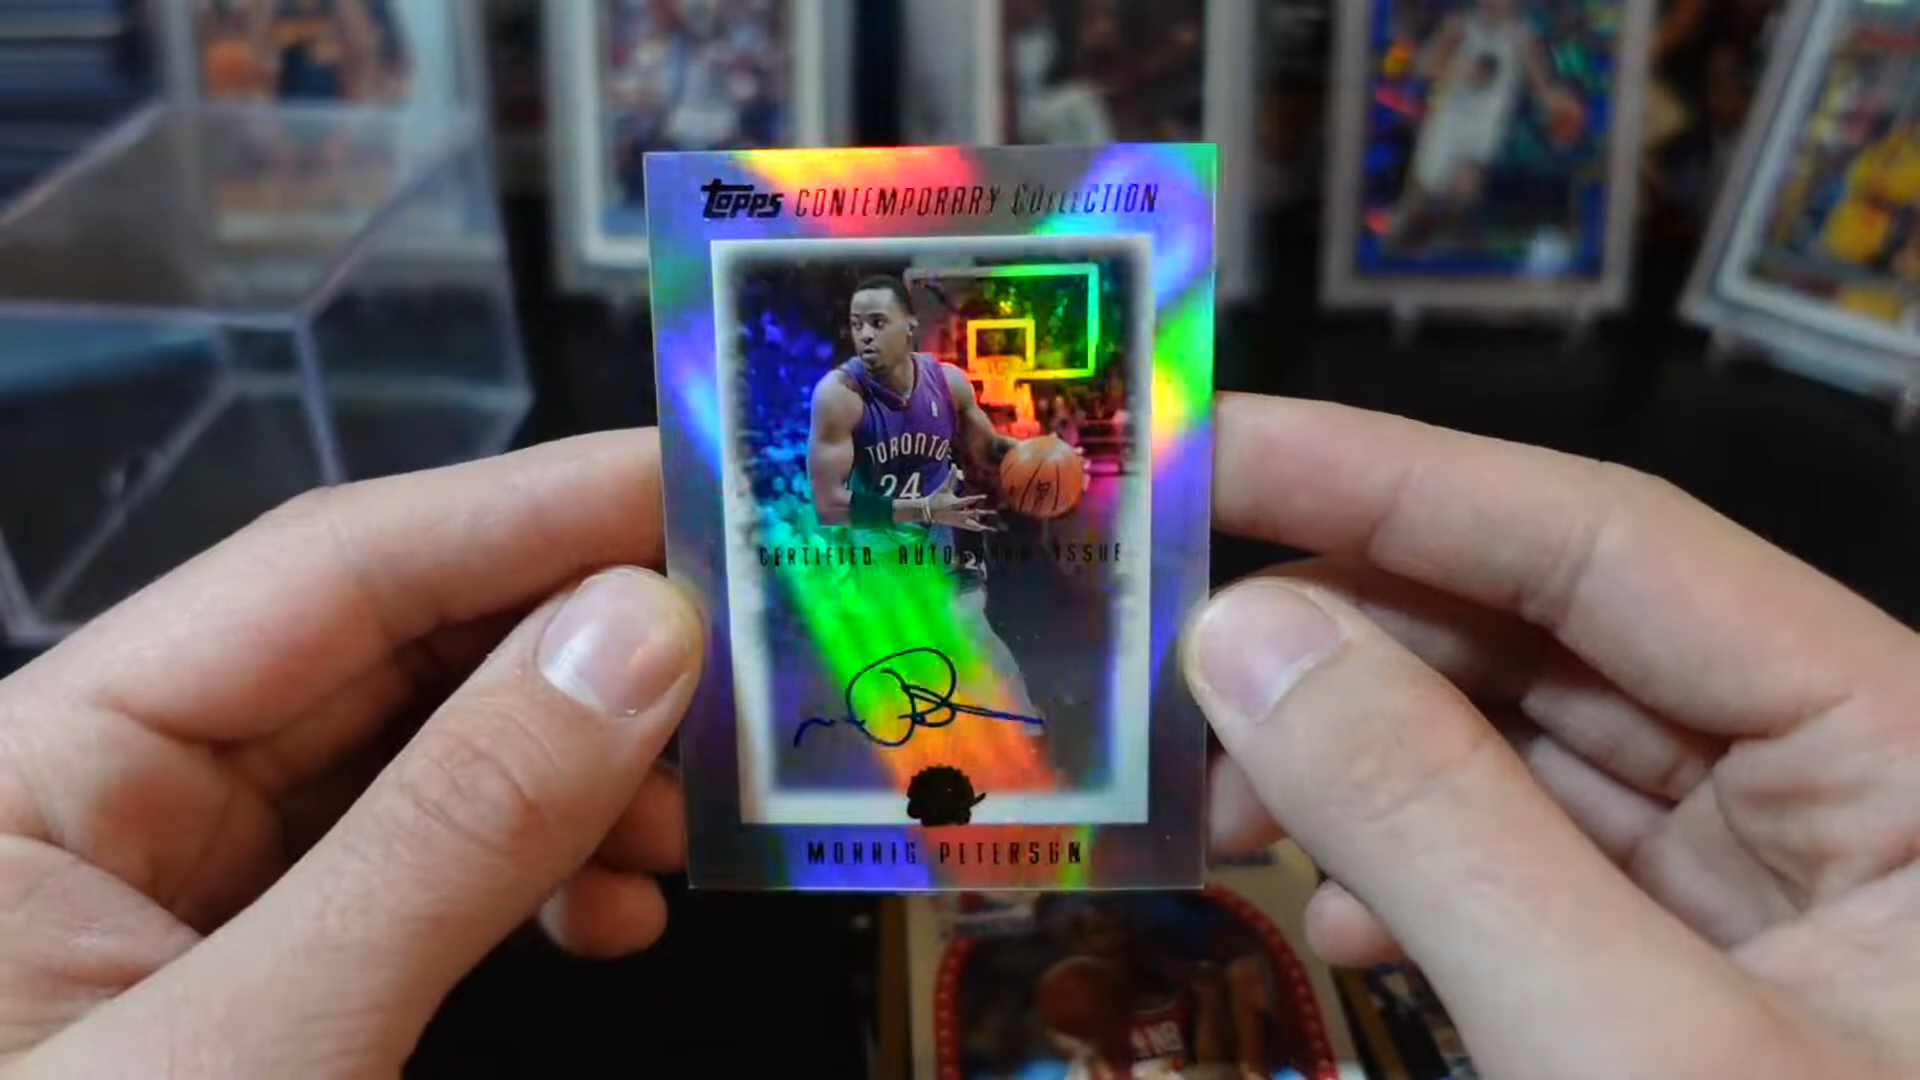 Topps CONTEMPORARY COLLECTION
TORONTO
24
CERTIFIED AUTOGRAPH ISSUE
MORRIS PETERSON